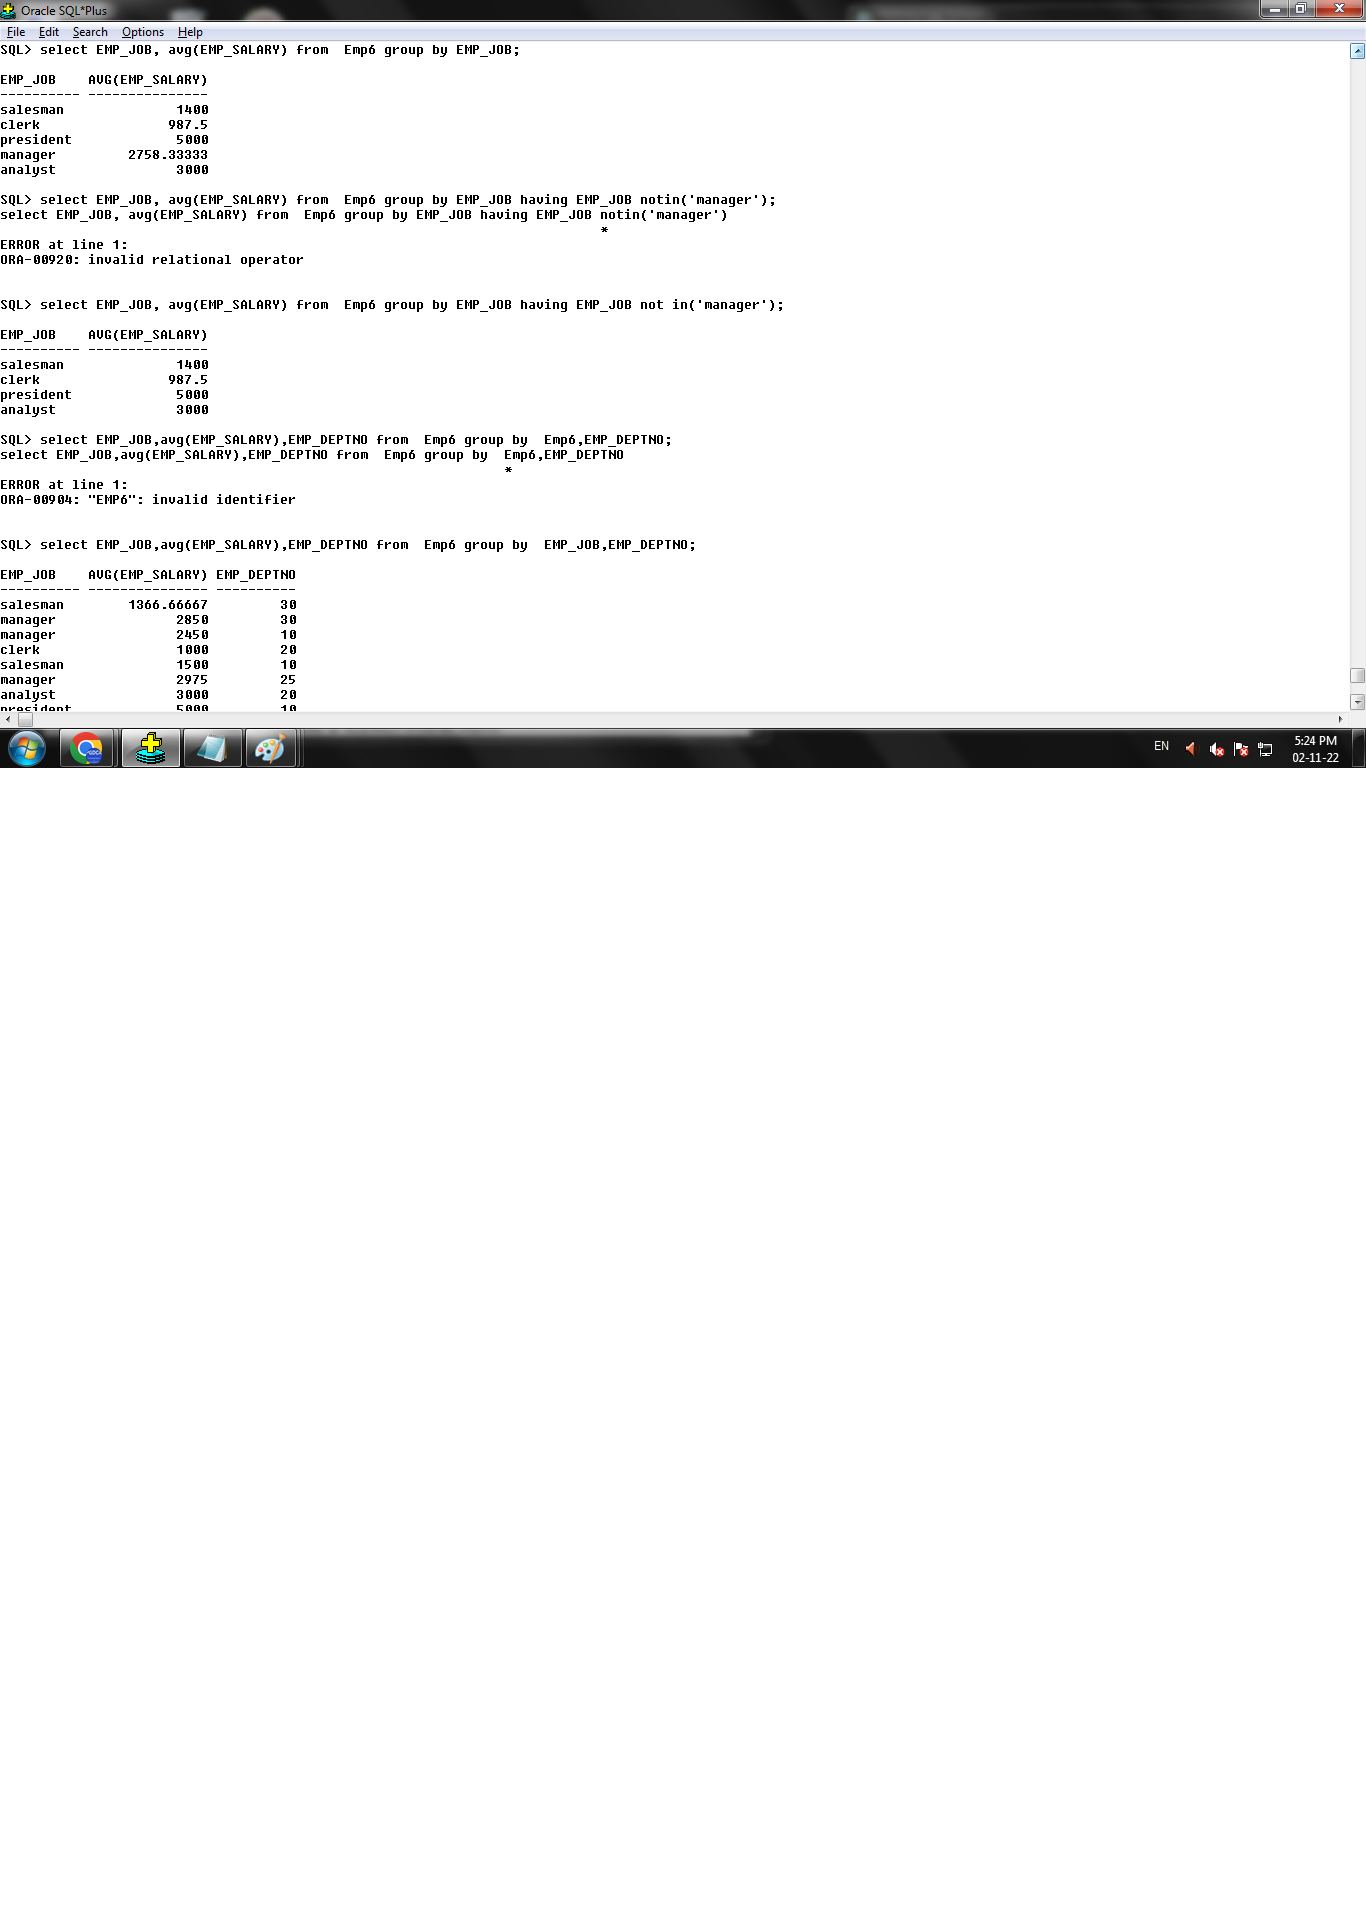 Oracle SQL*Plus
File Edit Search Options Help
SQL> select EMP_JOB, avg(EMP_SALARY) from  Emp6 group by EMP_JOB;
EMP_JOB    AVG(EMP_SALARY)
---------- ---------------
salesman              1400
clerk                987.5
president             5000
manager         2758.33333
analyst               3000
SQL> select EMP_JOB, avg(EMP_SALARY) from  Emp6 group by EMP_JOB having EMP_JOB notin('manager');
select EMP_JOB, avg(EMP_SALARY) from  Emp6 group by EMP_JOB having EMP_JOB notin('manager')
                                                                           *
ERROR at line 1:
ORA-00920: invalid relational operator
SQL> select EMP_JOB, avg(EMP_SALARY) from  Emp6 group by EMP_JOB having EMP_JOB not in('manager');
EMP_JOB    AVG(EMP_SALARY)
---------- ---------------
salesman              1400
clerk                987.5
president             5000
analyst               3000
SQL> select EMP_JOB,avg(EMP_SALARY),EMP_DEPTNO from  Emp6 group by  Emp6,EMP_DEPTNO;
select EMP_JOB,avg(EMP_SALARY),EMP_DEPTNO from  Emp6 group by  Emp6,EMP_DEPTNO
                                                               *
ERROR at line 1:
ORA-00904: "EMP6": invalid identifier
SQL> select EMP_JOB,avg(EMP_SALARY),EMP_DEPTNO from  Emp6 group by  EMP_JOB,EMP_DEPTNO;
EMP_JOB    AVG(EMP_SALARY) EMP_DEPTNO
---------- --------------- ----------
salesman        1366.66667         30
manager               2850         30
manager               2450         10
clerk                 1000         20
salesman              1500         10
manager               2975         25
analyst               3000         20
president             5000         10
EN
5:24 PM
02-11-22